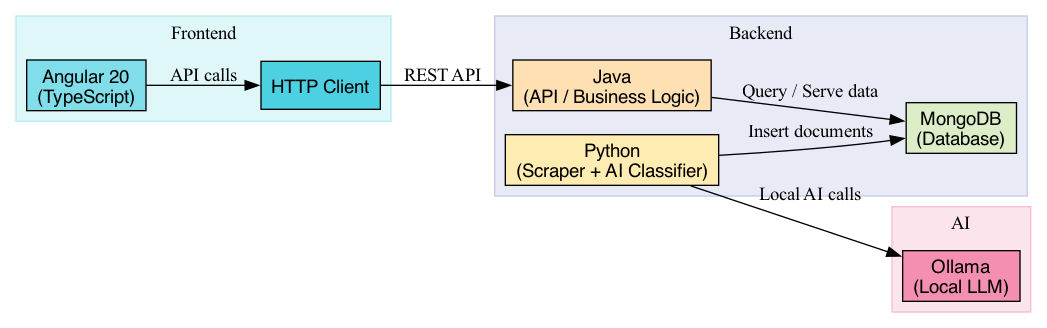 Frontend
Angular 20
(TypeScript)
API calls
HTTP Client
REST API
Backend
Java
(API / Business Logic)
Query / Serve data
Python
(Scraper + AI Classifier)
Insert documents
MongoDB
(Database)
Local AI calls
AI
Ollama
(Local LLM)